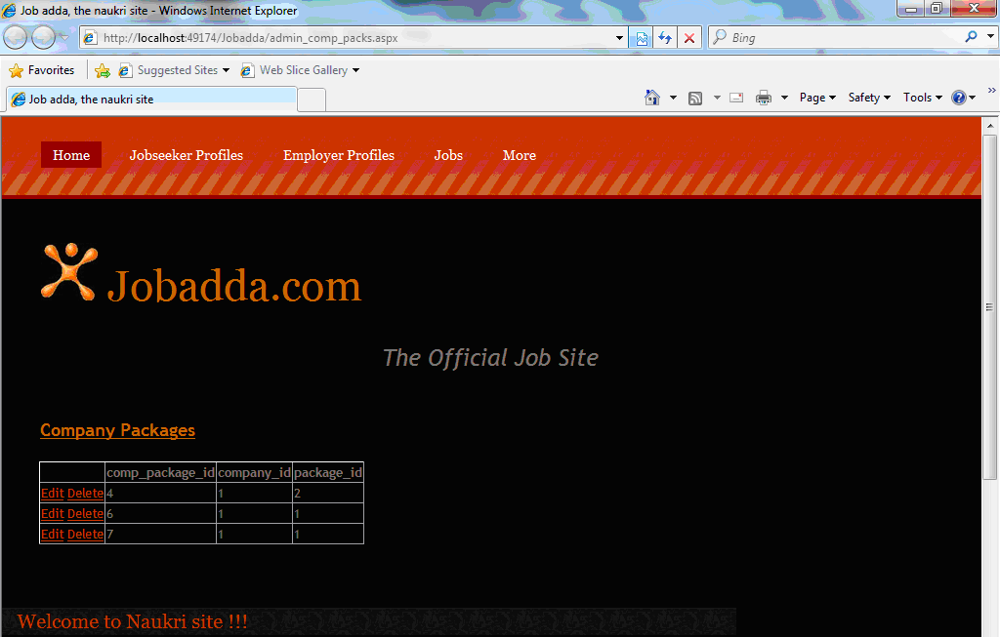 Job adda, the naukri site - Windows Internet Explorer
http://localhost:49174/Jobadda/admin_comp_packs.aspx Bing
Favorites Suggested Sites Web Slice Gallery
Job adda, the naukri site Page Safety Tools »
Home Jobseeker Profiles Employer Profiles Jobs More
Jobadda.com
The Official Job Site
Company Packages
comp_package_id company_id package_id
Edit Delete 4 1 2
Edit Delete 6 1 1
Edit Delete 7 1 1
Welcome to Naukri site !!!